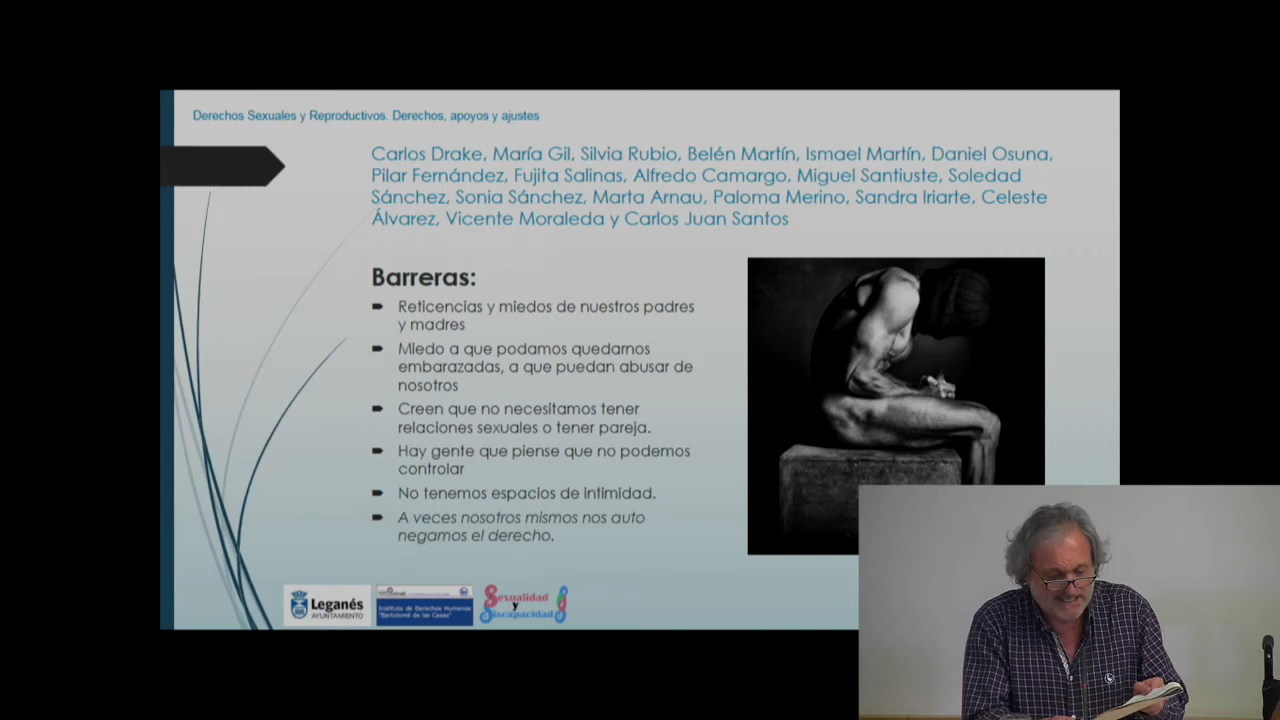 Derechos Sexuales y Reproductivos. Derechos, apoyos y ajustes
Carlos Drake, María Gil, Silvia Rubio, Belén Martín, Ismael Martín, Daniel Osuna,
Pilar Fernández, Fujita Salinas, Alfredo Camargo, Miguel Santiuste, Soledad
Sánchez, Sonia Sánchez, Marta Arnau, Paloma Merino, Sandra Iriarte, Celeste
Álvarez, Vicente Moraleda y Carlos Juan Santos
Barreras:
Reticencias y miedos de nuestros padres
y madres
Miedo a que podamos quedarnos
embarazadas, a que puedan abusar de
nosotros
Creen que no necesitamos tener
relaciones sexuales o tener pareja.
Hay gente que piense que no podemos
controlar
No tenemos espacios de intimidad.
A veces nosotros mismos nos auto
negamos el derecho.
Leganés
AYUNTAMIENTO
Instituto de Derechos Humanos
"Bartolomé de las Casas"
Sexualidad
y
Discapacidad